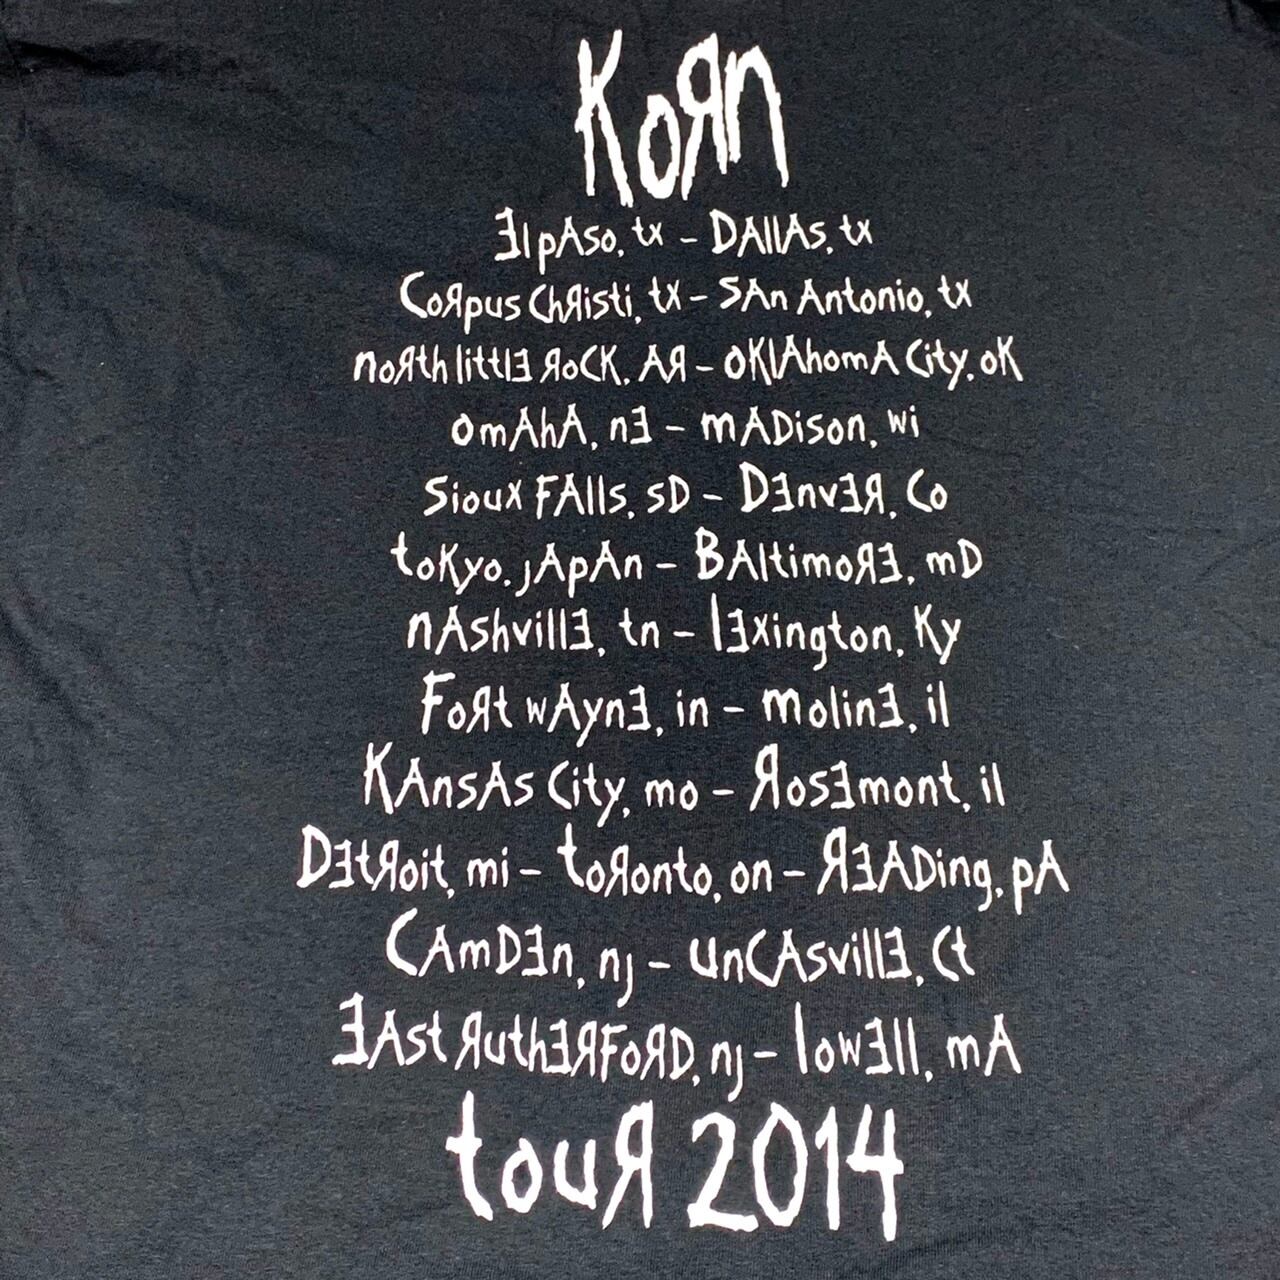 KoЯn
ƎlpAso, tx - DAllAs, tx
CoЯpus ChЯisti, tx - sAn Antonio, tx
noЯth littlƎ ЯoCK, AЯ - oKlAhomA City, oK
omAhA, nƎ - mADison, wi
sioux FAlls, sD - DƎnvƎЯ, Co
toKyo, jApAn - BAltimoЯƎ, mD
nAshvillƎ, tn - lƎxington, Ky
FoЯt wAynƎ, in - molinƎ, il
KAnsAs City, mo - ЯosƎmont, il
DƎtЯoit, mi - toЯonto, on - ЯƎADing, pA
CAmDƎn, nj - unCAsvillƎ, Ct
ƎAst ЯuthƎЯFoЯD, nj - lowƎll, mA
touЯ 2014